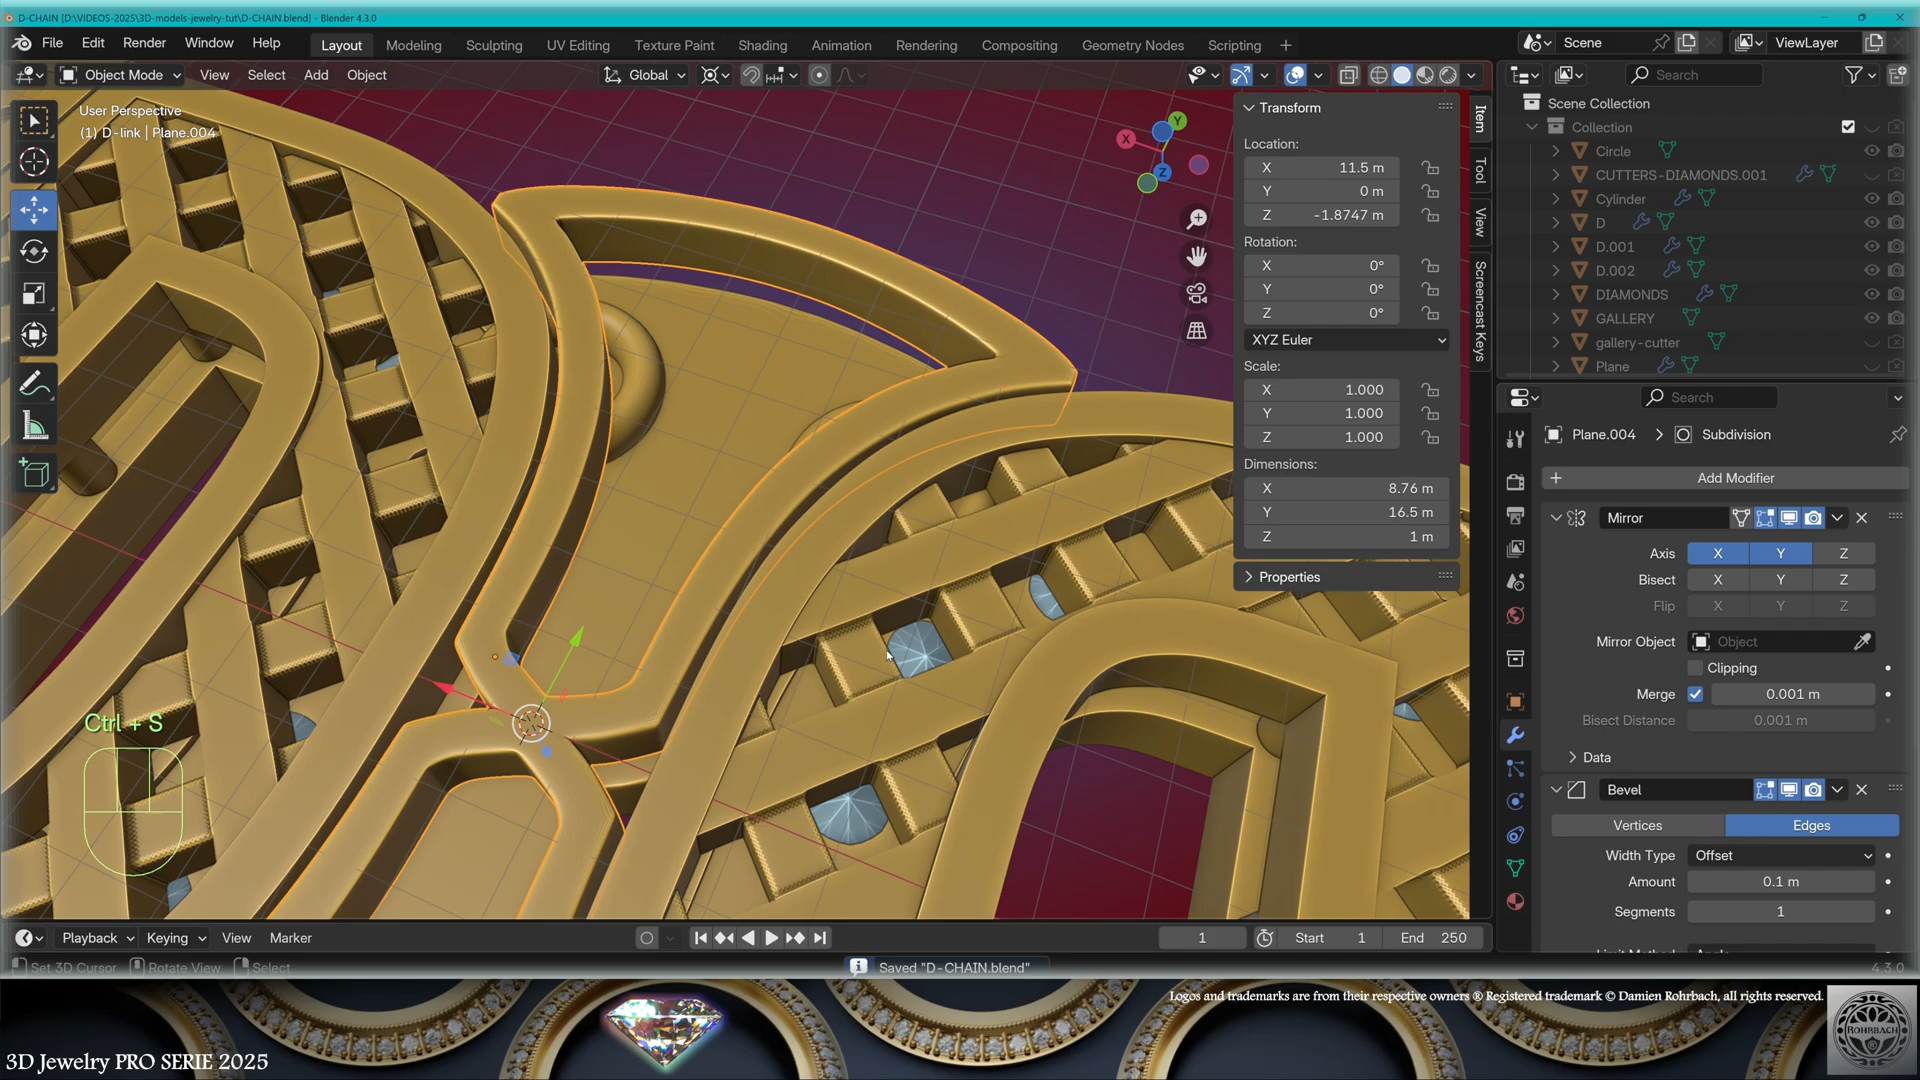 D-CHAIN [D:\VIDEOS-2025\3D-models-jewelry-tut\D-CHAIN.blend] - Blender 4.3.0
File Edit Render Window Help
Layout Modeling Sculpting UV Editing Texture Paint Shading Animation Rendering Compositing Geometry Nodes Scripting +
Scene ViewLayer
Object Mode View Select Add Object Global
Search
User Perspective
(1) D-link | Plane.004
X Y Z
Transform
Location:
X 11.5 m
Y 0 m
Z -1.8747 m
Rotation:
X 0°
Y 0°
Z 0°
XYZ Euler
Scale:
X 1.000
Y 1.000
Z 1.000
Dimensions:
X 8.76 m
Y 16.5 m
Z 1 m
Properties
Item
Tool
View
Screencast Keys
Scene Collection
Collection
Circle
CUTTERS-DIAMONDS.001
Cylinder
D
D.001
D.002
DIAMONDS
GALLERY
gallery-cutter
Plane
Search
Plane.004 > Subdivision
+ Add Modifier
Mirror
Axis X Y Z
Bisect X Y Z
Flip X Y Z
Mirror Object Object
Clipping
Merge 0.001 m
Bisect Distance 0.001 m
Data
Bevel
Vertices Edges
Width Type Offset
Amount 0.1 m
Segments 1
Ctrl + S
Playback Keying View Marker 1 Start 1 End 250
Set 3D Cursor Rotate View Select Saved "D-CHAIN.blend" 4.3.0
Logos and trademarks are from their respective owners ® Registered trademark © Damien Rohrbach, all rights reserved.
ROHRBACH
3D Jewelry PRO SERIE 2025